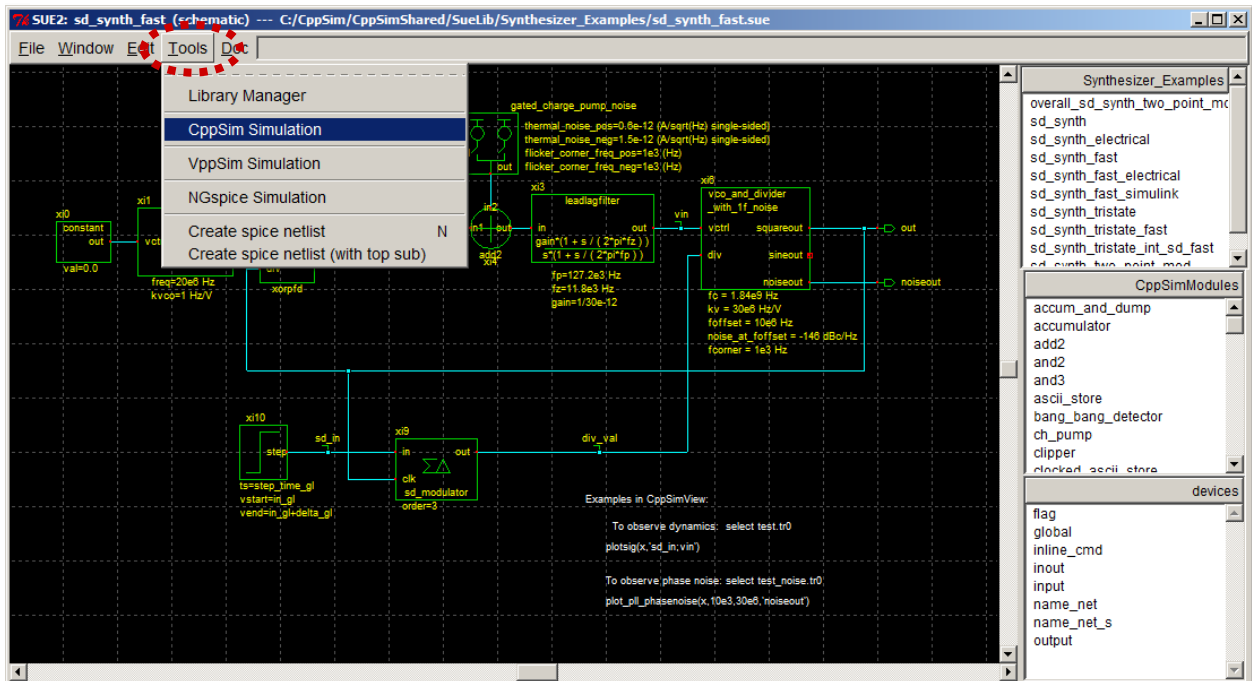 SUE2: sd_synth_fast (schematic) --- C:/CppSim/CppSimShared/SueLib/Synthesizer_Examples/sd_synth_fast.sue
File Window Edit Tools Doc
Library Manager
CppSim Simulation
VppSim Simulation
NGspice Simulation
Create spice netlist N
Create spice netlist (with top sub)
gated_charge_pump_noise
thermal_noise_pos=0.6e-12 (A/sqrt(Hz) single-sided)
thermal_noise_neg=1.5e-12 (A/sqrt(Hz) single-sided)
flicker_corner_freq_pos=1e3 (Hz)
flicker_corner_freq_neg=1e3 (Hz)
out
xi0
constant
out
val=0.0
xi1
vct
freq=20e6 Hz
kvco=1 Hz/V
xorpfd
in2
in1 out
add2
xi4
xi3
leadlagfilter
in out
gain*(1 + s / ( 2*pi*fz ) )
s*(1 + s / ( 2*pi*fp ) )
fp=127.2e3 Hz
fz=11.8e3 Hz
gain=1/30e-12
vin
xi6
vco_and_divider
_with_1f_noise
vctrl squareout
div sineout
noiseout
fc = 1.84e9 Hz
kv = 30e6 Hz/V
foffset = 10e6 Hz
noise_at_foffset = -146 dBc/Hz
fcorner = 1e3 Hz
out
noiseout
xi10
step
ts=step_time_gl
vstart=in_gl
vend=in_gl+delta_gl
sd_in
xi9
in out
ΣΔ
clk
sd_modulator
order=3
div_val
Examples in CppSimView:
To observe dynamics: select test.tr0
plotsig(x,'sd_in;vin')
To observe phase noise: select test_noise.tr0
plot_pll_phasenoise(x,10e3,30e6,'noiseout')
Synthesizer_Examples
overall_sd_synth_two_point_mo
sd_synth
sd_synth_electrical
sd_synth_fast
sd_synth_fast_electrical
sd_synth_fast_simulink
sd_synth_tristate
sd_synth_tristate_fast
sd_synth_tristate_int_sd_fast
sd_synth_two_point_mod
CppSimModules
accum_and_dump
accumulator
add2
and2
and3
ascii_store
bang_bang_detector
ch_pump
clipper
clocked_ascii_store
devices
flag
global
inline_cmd
inout
input
name_net
name_net_s
output